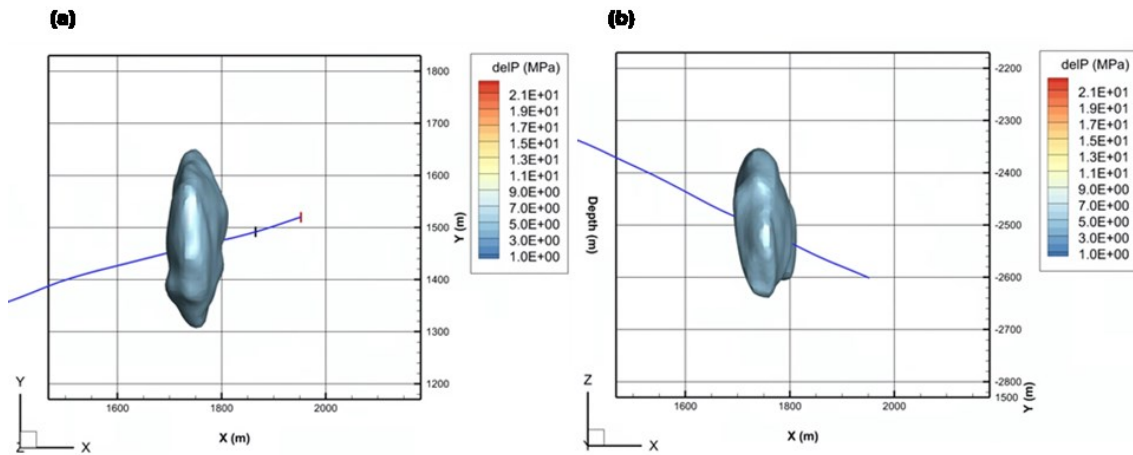 (a)
delP (MPa)
2.1E+01
1.9E+01
1.7E+01
1.5E+01
1.3E+01
1.1E+01
9.0E+00
7.0E+00
5.0E+00
3.0E+00
1.0E+00
1800
1700
1600
1500
1400
1300
1200
Y (m)
1600
1800
2000
X (m)
Y
Z
X
(b)
delP (MPa)
2.1E+01
1.9E+01
1.7E+01
1.5E+01
1.3E+01
1.1E+01
9.0E+00
7.0E+00
5.0E+00
3.0E+00
1.0E+00
Depth (m)
-2200
-2300
-2400
-2500
-2600
-2700
-2800
1500
Y (m)
1600
1800
2000
X (m)
Z
Y
X